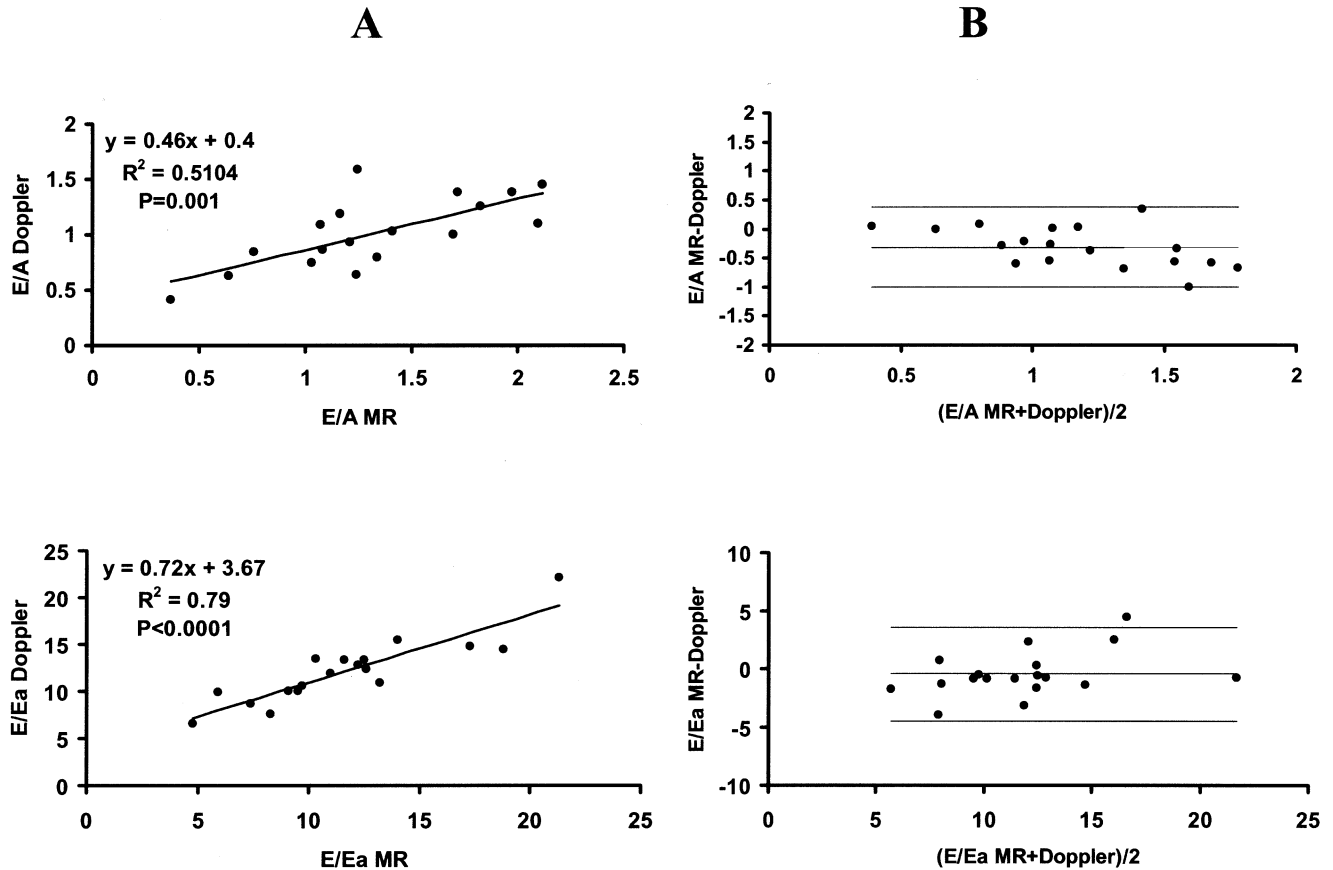 A
B
y = 0.46x + 0.4
R² = 0.5104
P=0.001
E/A Doppler
2
1.5
1
0.5
0
0 0.5 1 1.5 2 2.5
E/A MR
E/A MR-Doppler
2
1.5
1
0.5
0
-0.5
-1
-1.5
-2
0 0.5 1 1.5 2
(E/A MR+Doppler)/2
y = 0.72x + 3.67
R² = 0.79
P<0.0001
E/Ea Doppler
25
20
15
10
5
0
0 5 10 15 20 25
E/Ea MR
E/Ea MR-Doppler
10
5
0
-5
-10
0 5 10 15 20 25
(E/Ea MR+Doppler)/2